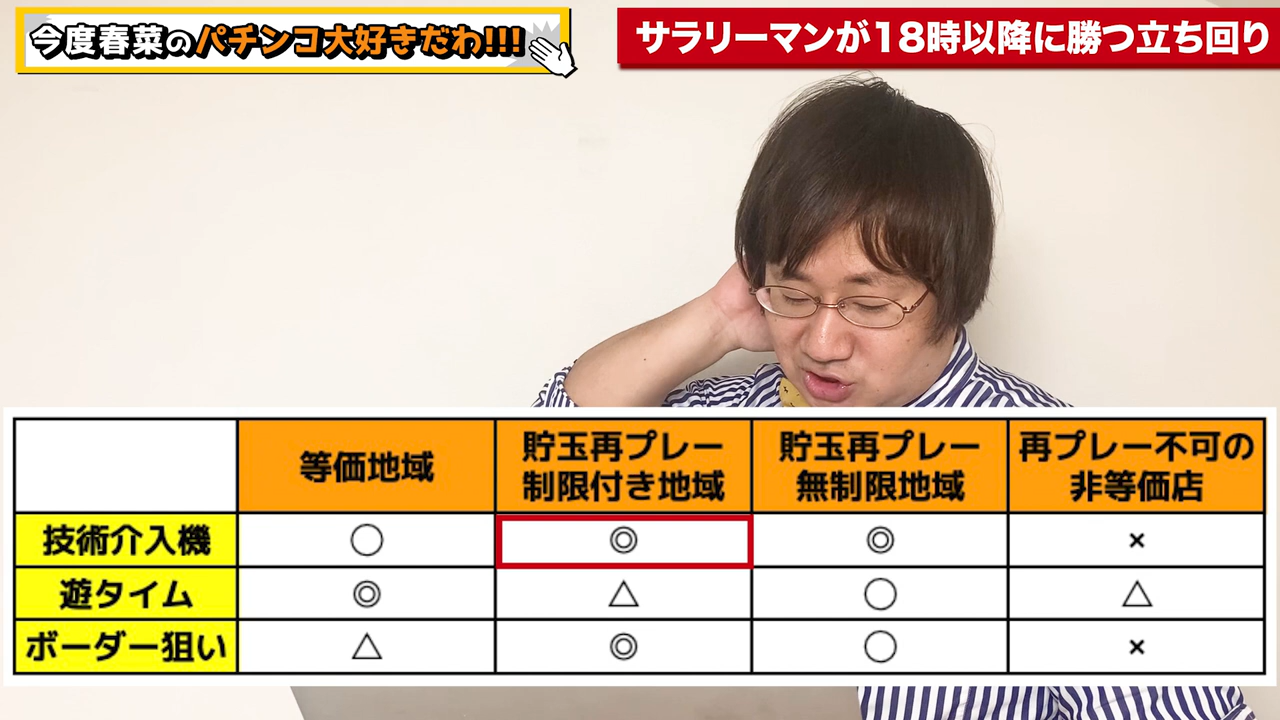 今度春菜のパチンコ大好きだわ!!!
サラリーマンが18時以降に勝つ立ち回り
等価地域
貯玉再プレー
制限付き地域
貯玉再プレー
無制限地域
再プレー不可の
非等価店
技術介入機 ○ ◎ ◎ ×
遊タイム ◎ △ ○ △
ボーダー狙い △ ◎ ○ ×